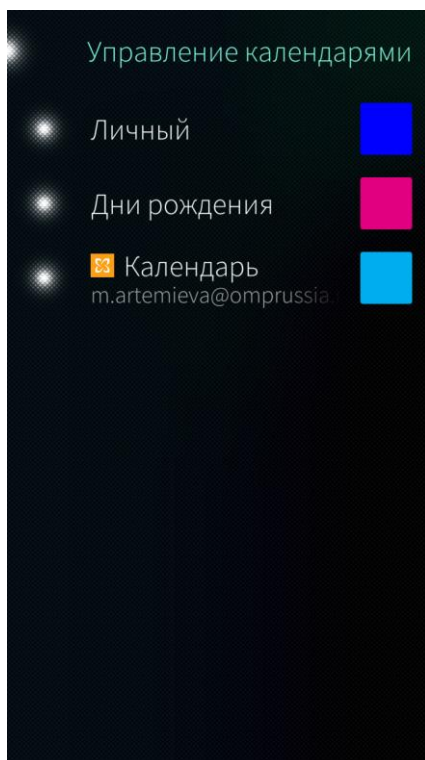 Управление календарями
Личный
Дни рождения
Календарь
m.artemieva@omprussia.